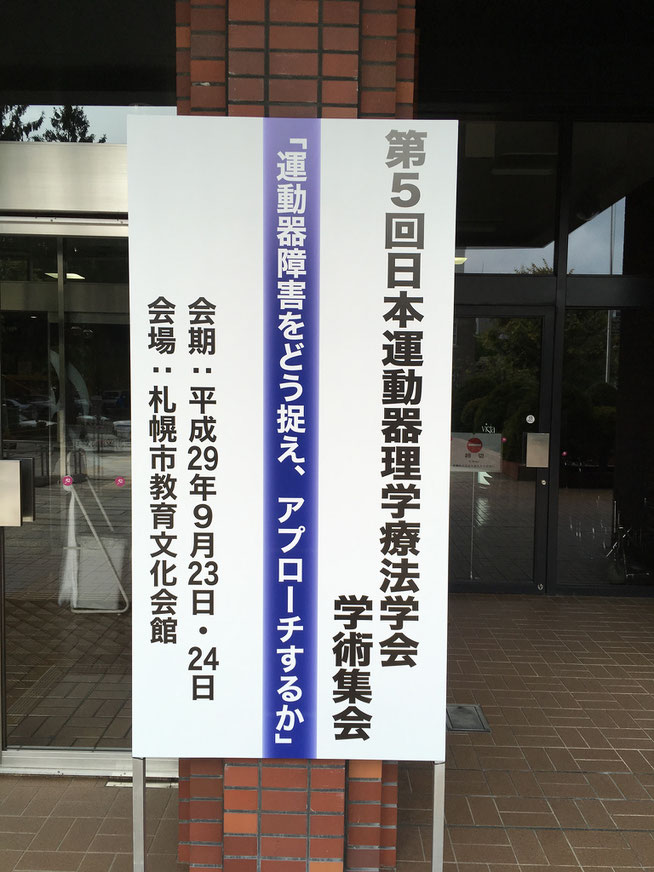 第5回日本運動器理学療法学会
学術集会
「運動器障害をどう捉え、アプローチするか」
会期：平成29年9月23日・24日
会場：札幌市教育文化会館